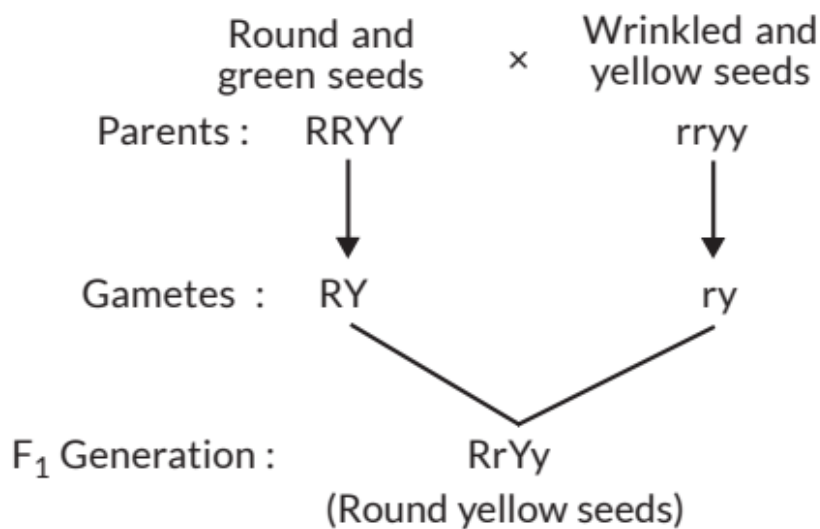 Round and green seeds × Wrinkled and yellow seeds
Parents : RRYY rryy
Gametes : RY ry
F₁ Generation : RrYy
(Round yellow seeds)